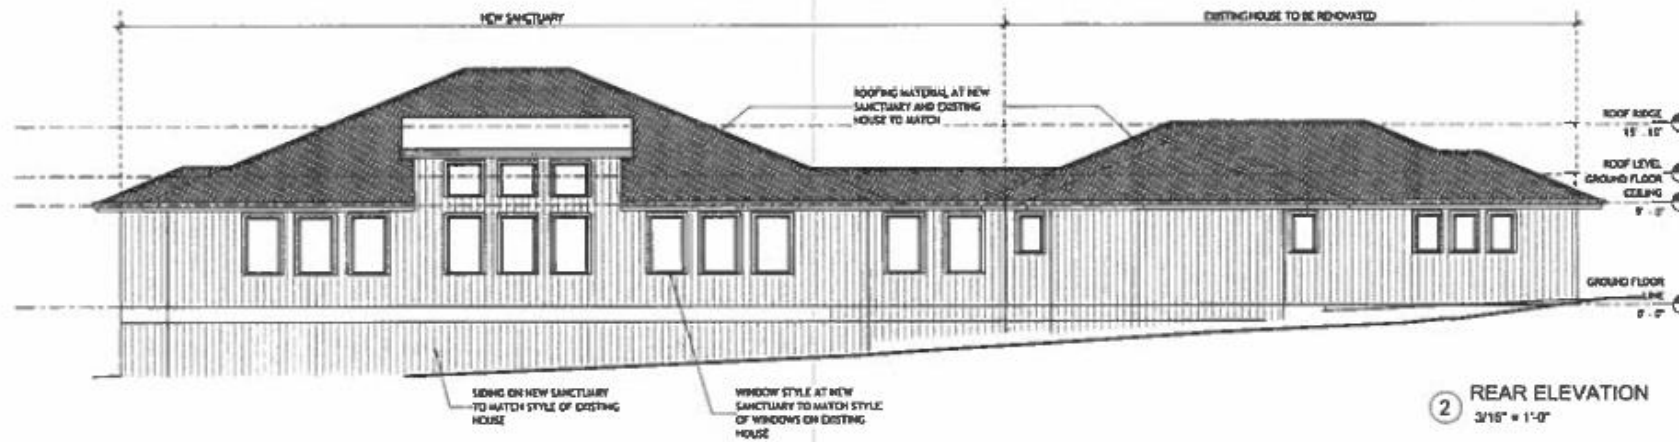 NEW SANCTUARY
EXISTING HOUSE TO BE RENOVATED
ROOFING MATERIAL AT NEW
SANCTUARY AND EXISTING
HOUSE TO MATCH
ROOF RIDGE
15' - 10"
ROOF LEVEL
GROUND FLOOR
CEILING
9' - 0"
GROUND FLOOR
LINE
0' - 0"
SIDING ON NEW SANCTUARY
TO MATCH STYLE OF EXISTING
HOUSE
WINDOW STYLE AT NEW
SANCTUARY TO MATCH STYLE
OF WINDOWS ON EXISTING
HOUSE
2 REAR ELEVATION
3/16" = 1'-0"